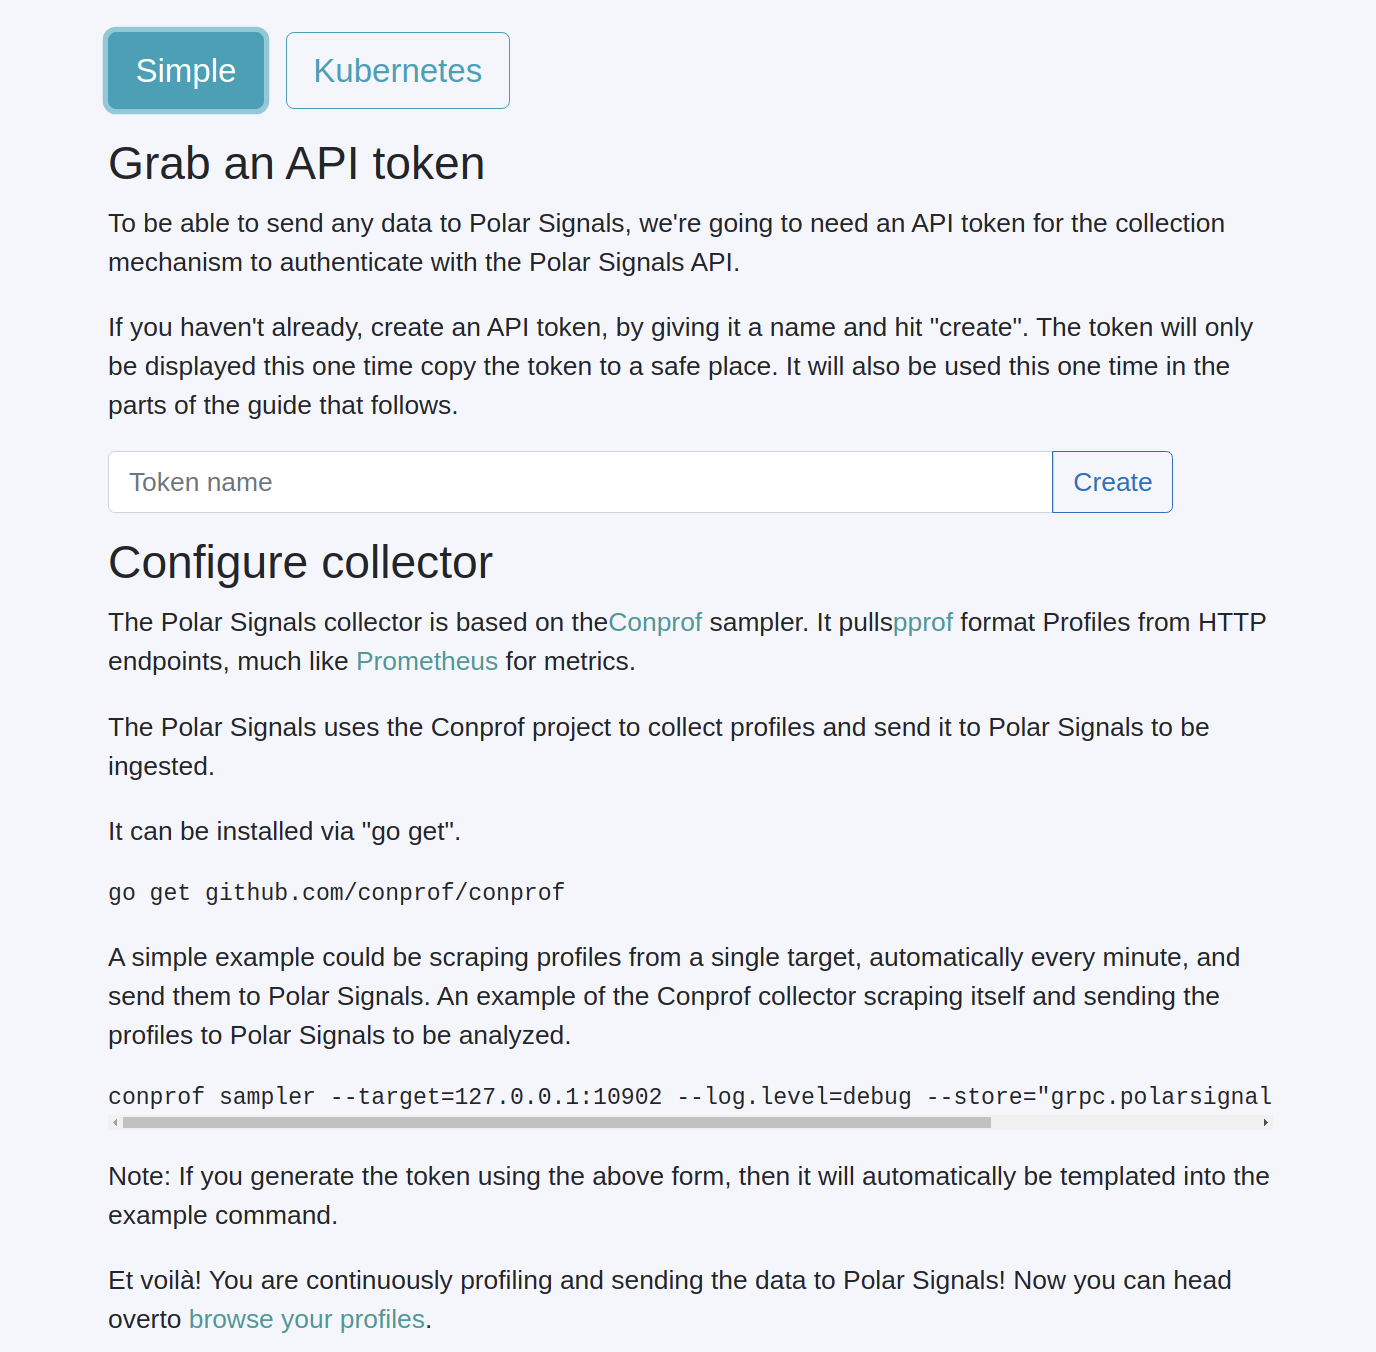 Simple Kubernetes
Grab an API token
To be able to send any data to Polar Signals, we're going to need an API token for the collection
mechanism to authenticate with the Polar Signals API.
If you haven't already, create an API token, by giving it a name and hit "create". The token will only
be displayed this one time copy the token to a safe place. It will also be used this one time in the
parts of the guide that follows.
Token name Create
Configure collector
The Polar Signals collector is based on theConprof sampler. It pullspprof format Profiles from HTTP
endpoints, much like Prometheus for metrics.
The Polar Signals uses the Conprof project to collect profiles and send it to Polar Signals to be
ingested.
It can be installed via "go get".
go get github.com/conprof/conprof
A simple example could be scraping profiles from a single target, automatically every minute, and
send them to Polar Signals. An example of the Conprof collector scraping itself and sending the
profiles to Polar Signals to be analyzed.
conprof sampler --target=127.0.0.1:10902 --log.level=debug --store="grpc.polarsignal
Note: If you generate the token using the above form, then it will automatically be templated into the
example command.
Et voilà! You are continuously profiling and sending the data to Polar Signals! Now you can head
overto browse your profiles.